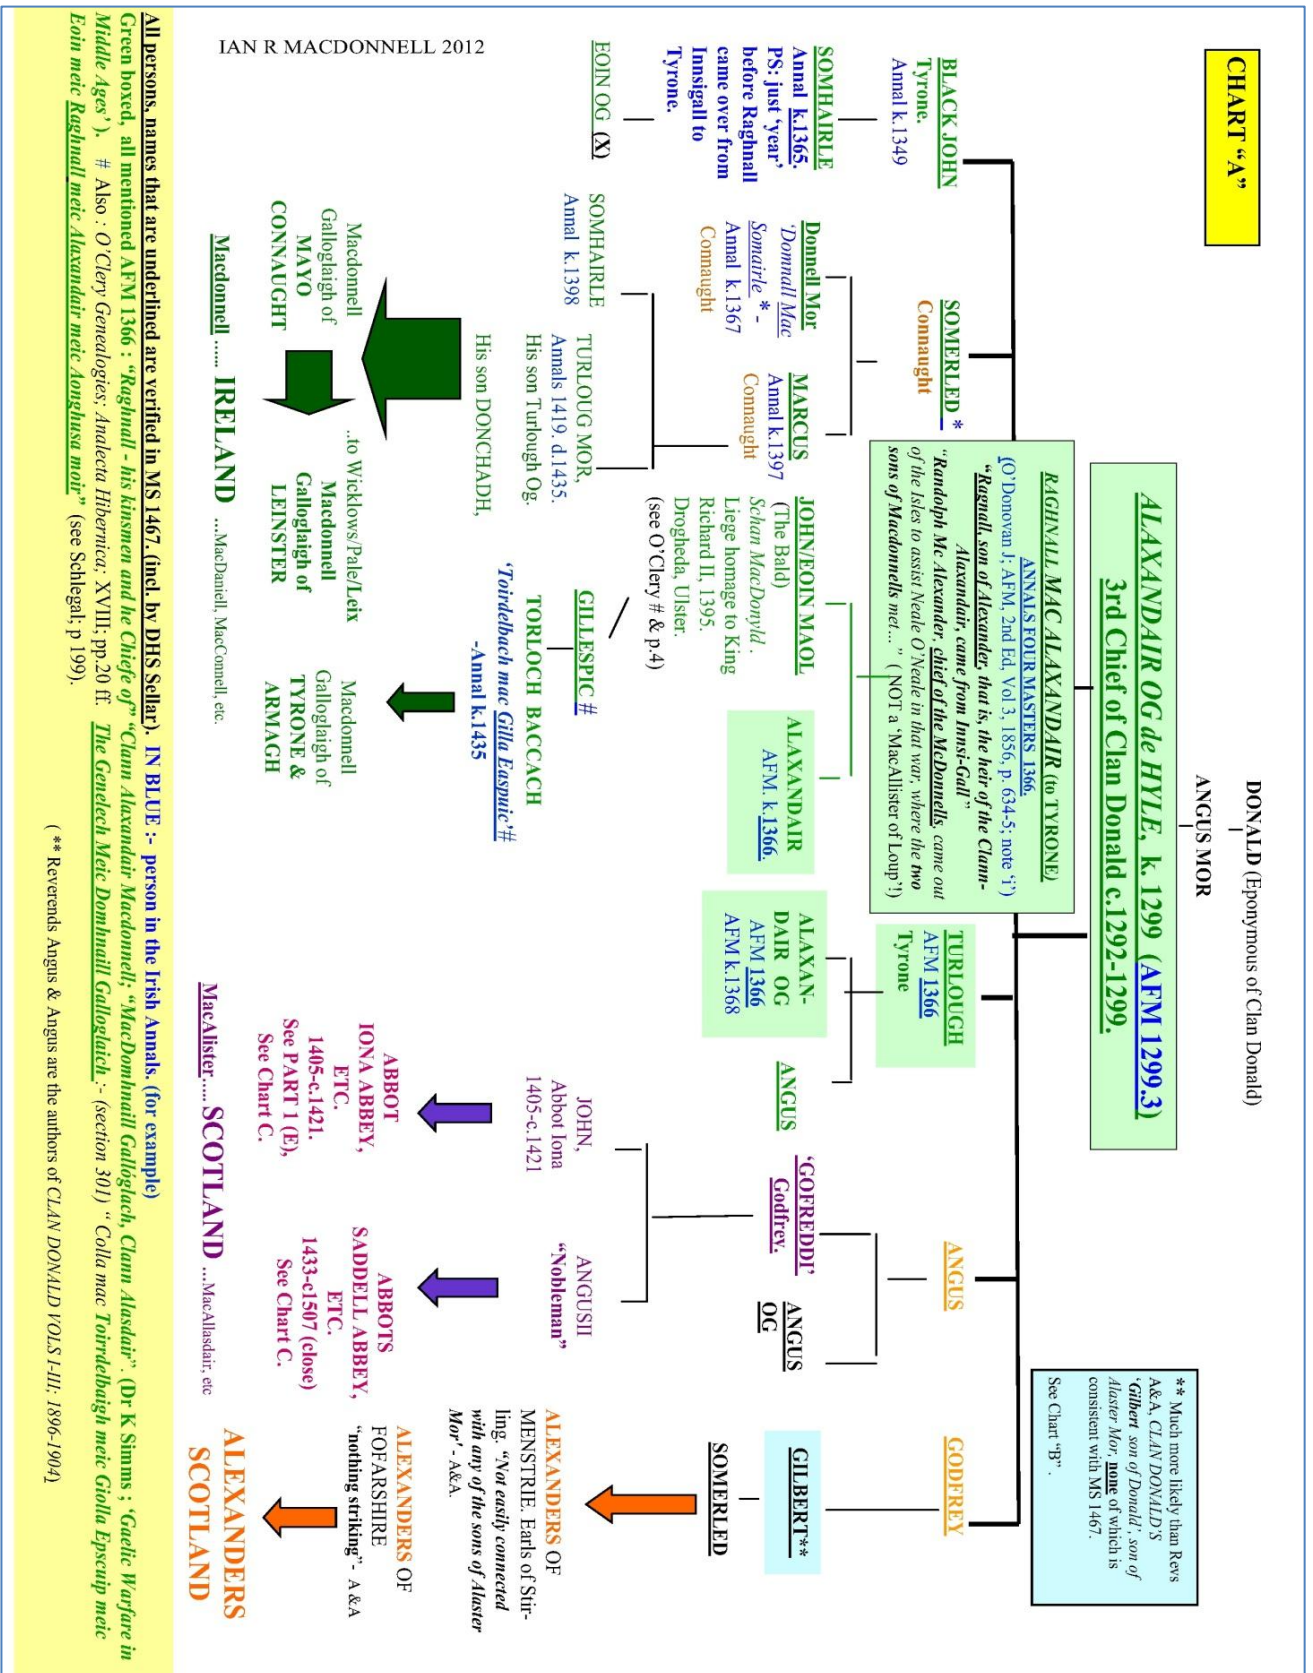 CHART “A”
DONALD (Eponymous of Clan Donald)
ANGUS MOR
ALAXANDAIR OG de HYLE, k. 1299 (AFM 1299.3)
3rd Chief of Clan Donald c.1292-1299.
** Much more likely than Revs
A&A, CLAN DONALD’S
‘Gilbert son of Donald’, son of
Alaster Mor, none of which is
consistent with MS 1467.
See Chart “B” .
BLACK JOHN
Tyrone.
Annal k.1349
SOMERLED *
Connaught
RAGHNALL MAC ALAXANDAIR (to TYRONE)
ANNALS FOUR MASTERS 1366.
(O’Donovan J; AFM, 2nd Ed, Vol 3, 1856, p. 634-5; note ‘i’)
“Ragnall, son of Alexander, that is, the heir of the Clann-
Alaxandair, came from Innsi-Gall”
“Randolph Mc Alexander, chief of the McDonnells, came out
of the Isles to assist Neale O’Neale in that war, where the two
sons of Macdonnells met...” ( NOT a ‘MacAllister of Loup’!)
TURLOUGH
AFM 1366
Tyrone
ANGUS
GODFREY
SOMHAIRLE
Annal k.1365.
PS: just ‘year’
before Raghnall
came over from
Innsigall to
Tyrone.
Donnell Mor
‘Domnall Mac
Somairle * -
Annal k.1367
Connaught
MARCUS
Annal k.1397
Connaught
JOHN/EOIN MAOL
(The Bald)
Schan MacDonyld .
Liege homage to King
Richard II, 1395.
Drogheda, Ulster.
(see O’Clery # & p.4)
ALAXANDAIR
AFM. k.1366.
ALAXAN-
DAIR OG
AFM 1366
AFM k.1368
ANGUS
‘GOFREDDI’
Godfrey.
ANGUS
OG
GILBERT**
SOMERLED
EOIN OG (X)
SOMHAIRLE
Annal k.1398
TURLOUG MOR,
Annals 1419. d.1435.
His son Turlough Og.
His son DONCHADH,
GILLESPIC #
TORLOCH BACCACH
‘Toirdelbach mac Gilla Easpuic’#
-Annal k.1435
JOHN,
Abbot Iona
1405-c.1421
ANGUSII
“Nobleman”
ALEXANDERS OF
MENSTRIE. Earls of Stir-
ling. “Not easily connected
with any of the sons of Alaster
Mor’- A&A.
Macdonnell
Galloglaigh of
MAYO
CONNAUGHT
..to Wicklows/Pale/Leix
Macdonnell
Galloglaigh of
LEINSTER
Macdonnell
Galloglaigh of
TYRONE &
ARMAGH
ABBOT
IONA ABBEY,
ETC.
1405-c.1421.
See PART 1 (E),
See Chart C.
ABBOTS
SADDELL ABBEY,
ETC.
1433-c1507 (close)
See Chart C.
ALEXANDERS OF
FOFARSHIRE
“nothing striking”- A&A
Macdonnell ...... IRELAND ....MacDaniell, MacConnell, etc.
MacAlister..... SCOTLAND ....MacAllasdair, etc
ALEXANDERS
SCOTLAND
IAN R MACDONNELL 2012
All persons, names that are underlined are verified in MS 1467. (incl. by DHS Sellar). IN BLUE :- person in the Irish Annals. (for example)
Green boxed, all mentioned AFM 1366 : “Raghnall - his kinsmen and he Chiefe of” “Clann Alaxandair Macdonnell; “MacDomhnaill Gallóglach, Clann Alasdair”. (Dr K Simms ; ‘Gaelic Warfare in
Middle Ages’). # Also : O’Clery Genealogies; Analecta Hibernica; XVIII; pp.20 ff. The Genelech Meic Domhnaill Galloglaich :- (section 301) “ Colla mac Toirrdelbaigh meic Giolla Epscuip meic
Eoin meic Raghnall meic Alaxandair meic Aonghusa moir” (see Schlegal; p 199).
( ** Reverends Angus & Angus are the authors of CLAN DONALD VOLS I-III; 1896-1904)